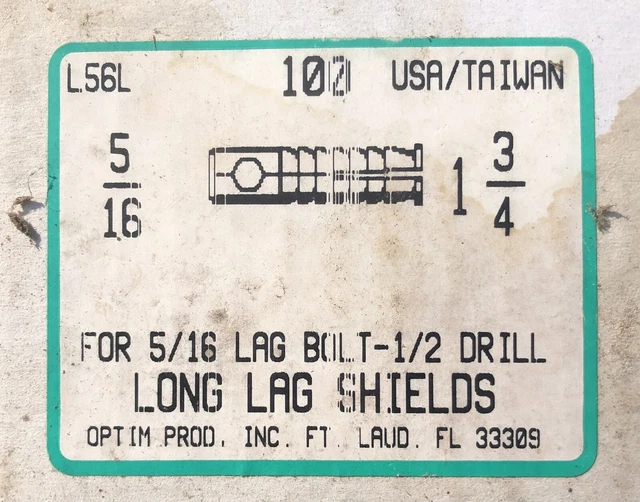 L56L 100 USA/TAIWAN
5/16 1 3/4
FOR 5/16 LAG BOLT-1/2 DRILL
LONG LAG SHIELDS
OPTIM PROD. INC. FT. LAUD. FL 33309